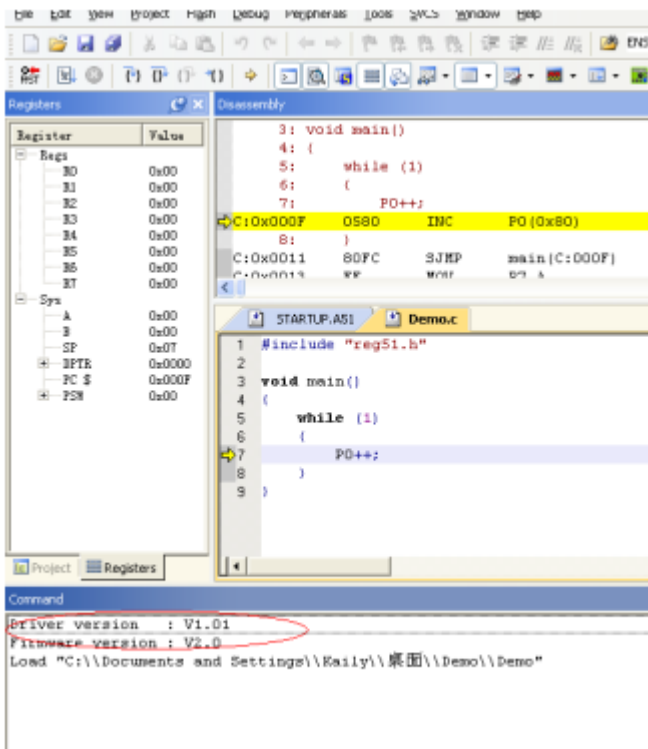 File Edit View Project Flash Debug Peripherals Tools SVCS Window Help
RST
Registers
Register Value
Regs
R0 0x00
R1 0x00
R2 0x00
R3 0x00
R4 0x00
R5 0x00
R6 0x00
R7 0x00
Sys
A 0x00
B 0x00
SP 0x07
DPTR 0x0000
PC $ 0x000F
PSW 0x00
Project Registers
Disassembly
3: void main()
4: {
5: while (1)
6: {
7: P0++;
C:0x000F 0580 INC P0(0x80)
8: }
C:0x0011 80FC SJMP main(C:000F)
C:0x0013
STARTUP.A51 Demo.c
1 #include "reg51.h"
2
3 void main()
4 {
5 while (1)
6 {
7 P0++;
8 }
9 }
Command
Driver version : V1.01
Firmware version : V2.0
Load "C:\\Documents and Settings\\Kaily\\桌面\\Demo\\Demo"